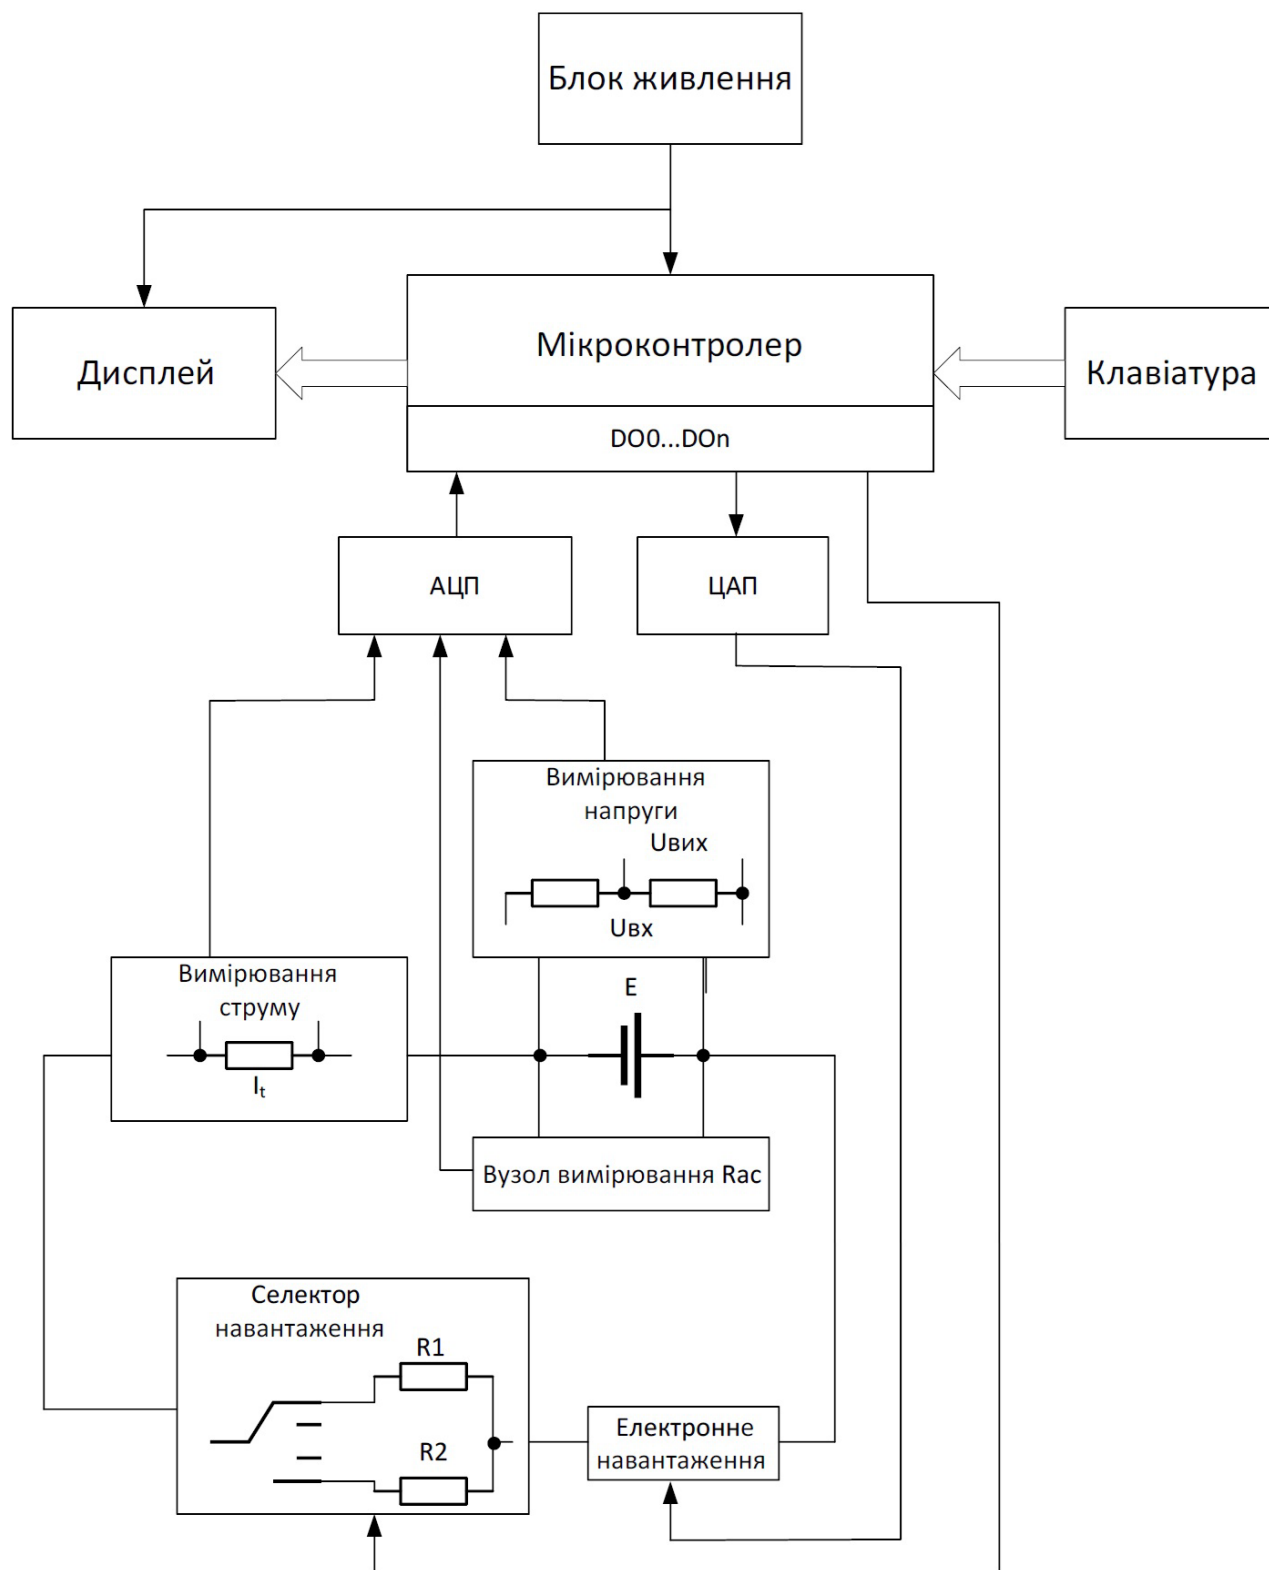 Блок живлення
Мікроконтролер
Дисплей
Клавіатура
DO0...DOn
АЦП
ЦАП
Вимірювання
напруги
Uвих
Uвх
Вимірювання
струму
E
It
Вузол вимірювання Rac
Селектор
навантаження
R1
R2
Електронне
навантаження